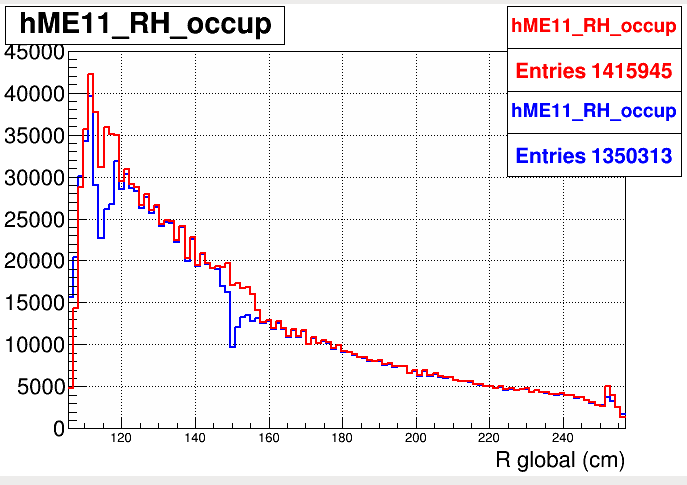 hME11_RH_occup
hME11_RH_occup
Entries 1415945
hME11_RH_occup
Entries 1350313
45000
40000
35000
30000
25000
20000
15000
10000
5000
0
120 140 160 180 200 220 240
R global (cm)